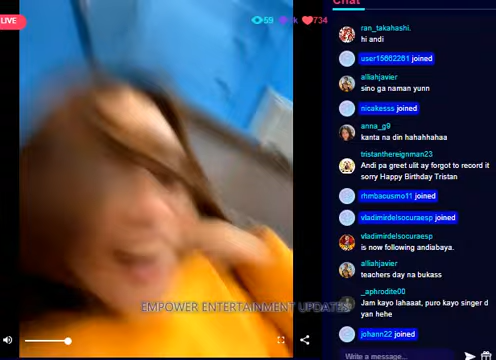 LIVE
59
734
Chat
ran_takahashi.
hi andi
user15662281 joined
alliahjavier
sino ga naman yunn
nicakesss joined
anna_g9
kanta na din hahahhahaa
tristanthereignman23
Andi pa greet ulit ay forgot to record it
sorry Happy Birthday Tristan
rhmbacusmo11 joined
vladimirdelsocuraesp joined
vladimirdelsocuraesp
is now following andiabaya.
alliahjavier
teachers day na bukass
_aphrodite00
Jam kayo lahaaat, puro kayo singer d
yan hehe
johann22 joined
EMPOWER ENTERTAINMENT UPDATES
Write a message...